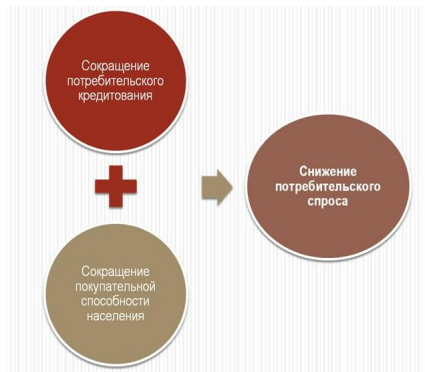 Сокращение
потребительского
кредитования
Снижение
потребительского
спроса
Сокращение
покупательной
способности
населения